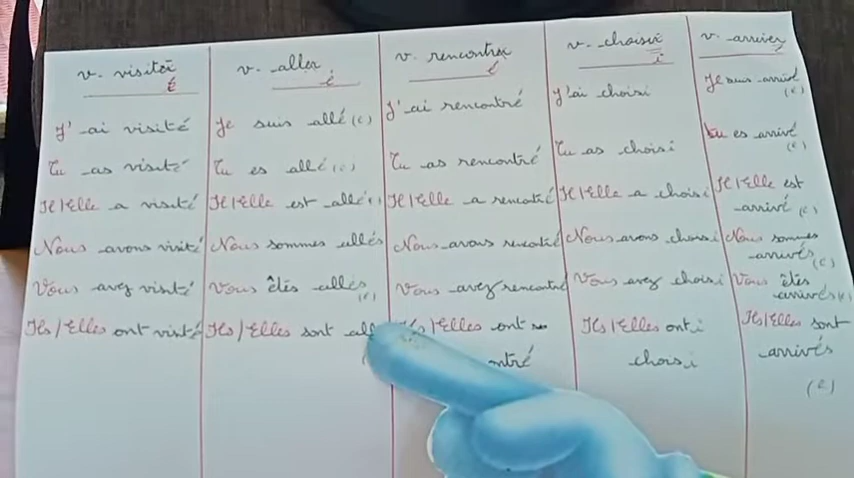 v. visiter
é
J'ai visité
Tu as visité
Il/Elle a visité
Nous avons visité
Vous avez visité
Ils/Elles ont visité
v. aller
é
Je suis allé(e)
Tu es allé(e)
Il/Elle est allé(e)
Nous sommes allés
Vous êtes allés
(e)
Ils/Elles sont
v. rencontrer
é
J'ai rencontré
Tu as rencontré
Il/Elle a rencontré
Nous avons rencontré
Vous avez rencontré
Ils/Elles ont
ontré
v. choisir
i
J'ai choisi
Tu as choisi
Il/Elle a choisi
Nous avons choisi
Vous avez choisi
Ils/Elles ont
choisi
v. arriver
Je suis arrivé
(e)
Tu es arrivé
(e)
Il/Elle est
arrivé (e)
Nous sommes
arrivés
(e)
Vous êtes
arrivés(e)
Ils/Elles sont
arrivés
(e)